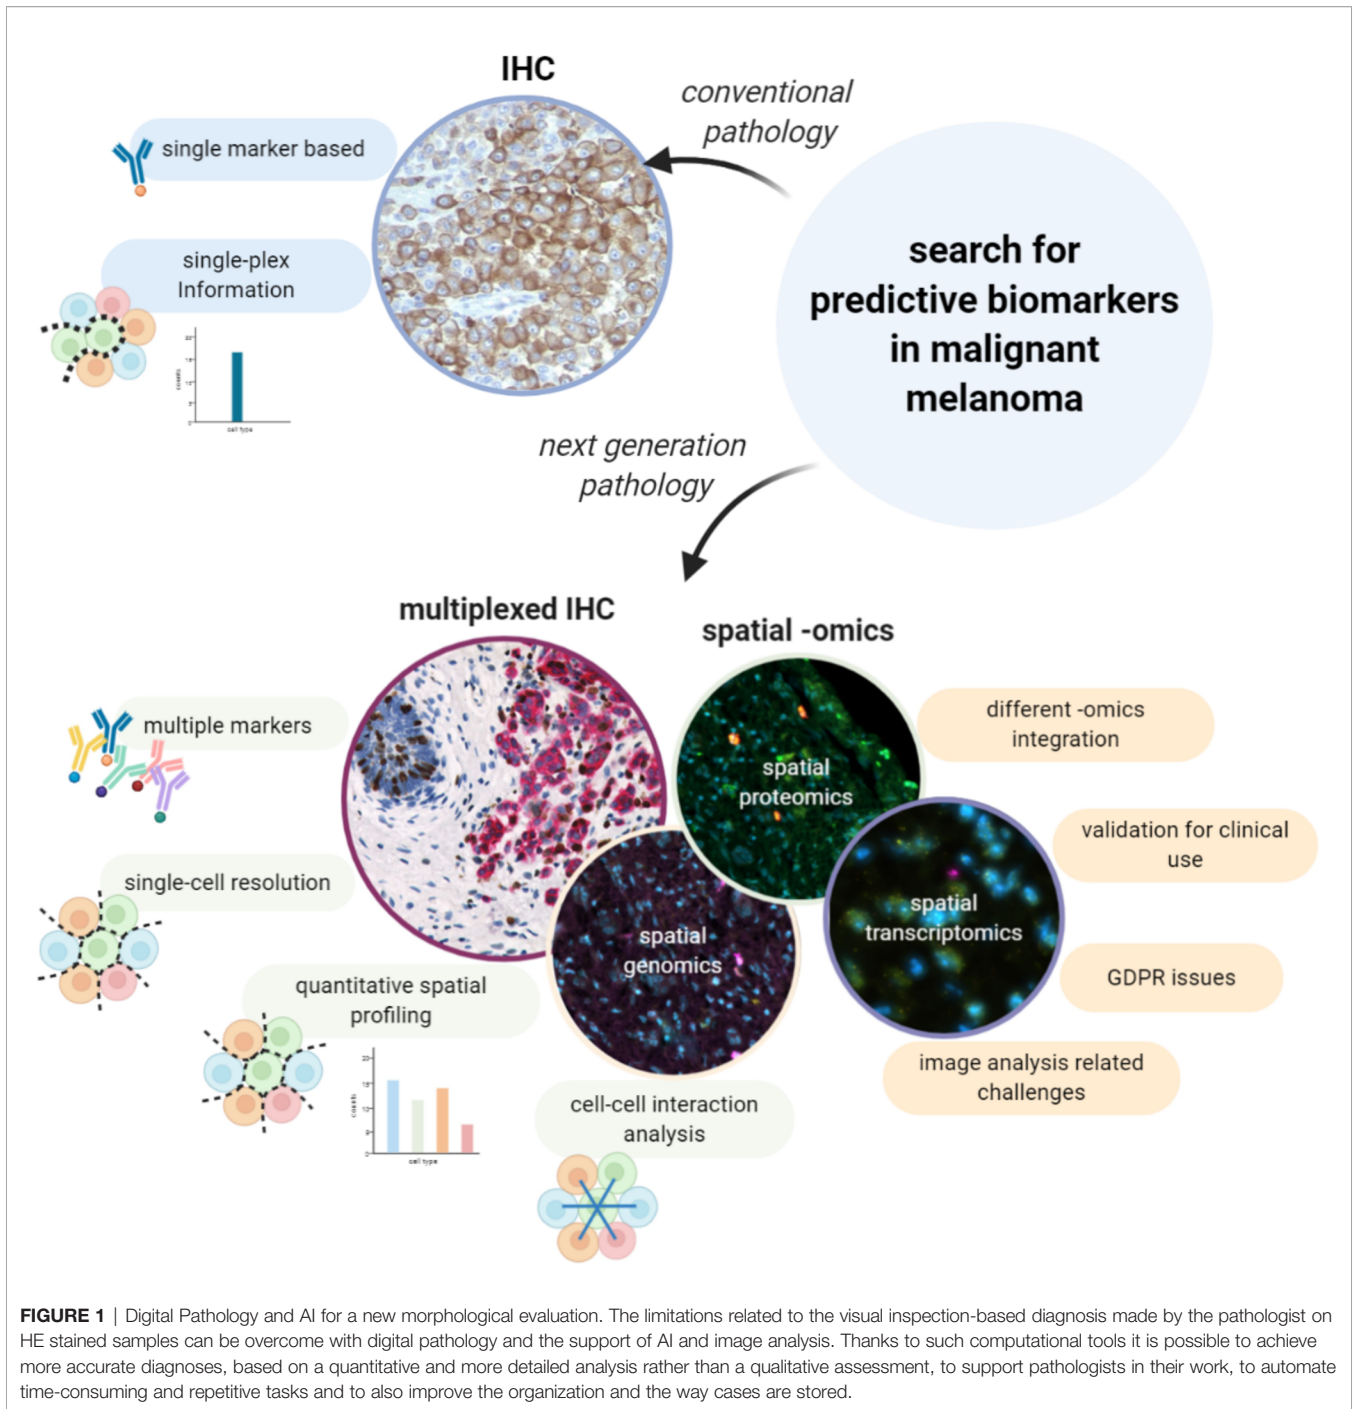 IHC
conventional
pathology
single marker based
single-plex
Information
counts
cell type
search for
predictive biomarkers
in malignant
melanoma
next generation
pathology
multiplexed IHC
spatial -omics
multiple markers
single-cell resolution
quantitative spatial
profiling
counts
cell type
cell-cell interaction
analysis
spatial
proteomics
spatial
transcriptomics
spatial
genomics
different -omics
integration
validation for clinical
use
GDPR issues
image analysis related
challenges
FIGURE 1 | Digital Pathology and AI for a new morphological evaluation. The limitations related to the visual inspection-based diagnosis made by the pathologist on
HE stained samples can be overcome with digital pathology and the support of AI and image analysis. Thanks to such computational tools it is possible to achieve
more accurate diagnoses, based on a quantitative and more detailed analysis rather than a qualitative assessment, to support pathologists in their work, to automate
time-consuming and repetitive tasks and to also improve the organization and the way cases are stored.